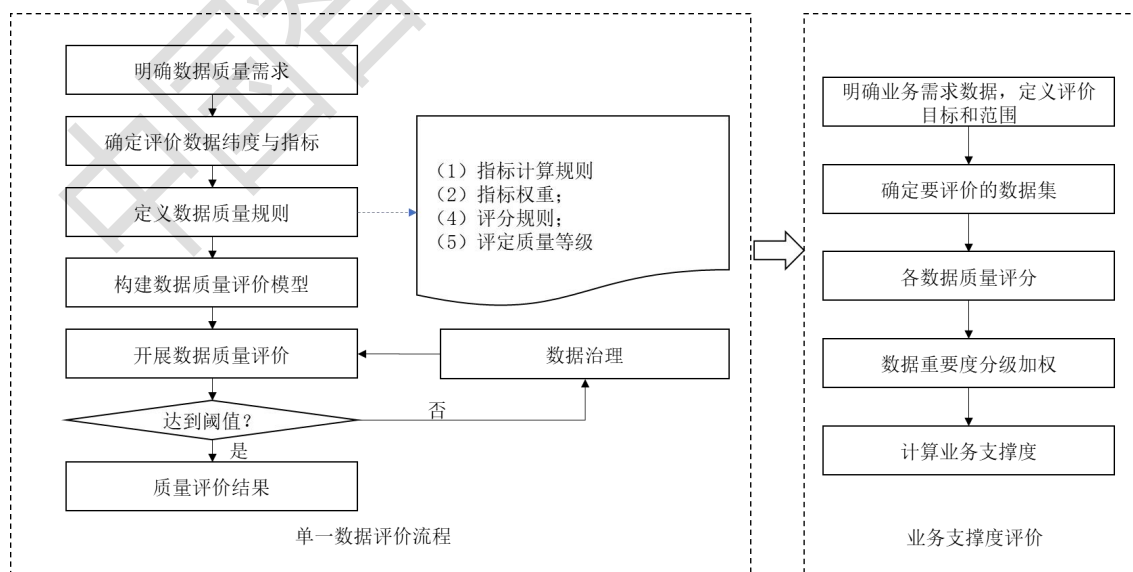 明确数据质量需求
确定评价数据纬度与指标
定义数据质量规则
(1)指标计算规则
(2)指标权重;
(4)评分规则;
(5)评定质量等级
构建数据质量评价模型
开展数据质量评价
数据治理
达到阈值?
否
是
质量评价结果
单一数据评价流程
明确业务需求数据，定义评价
目标和范围
确定要评价的数据集
各数据质量评分
数据重要度分级加权
计算业务支撑度
业务支撑度评价